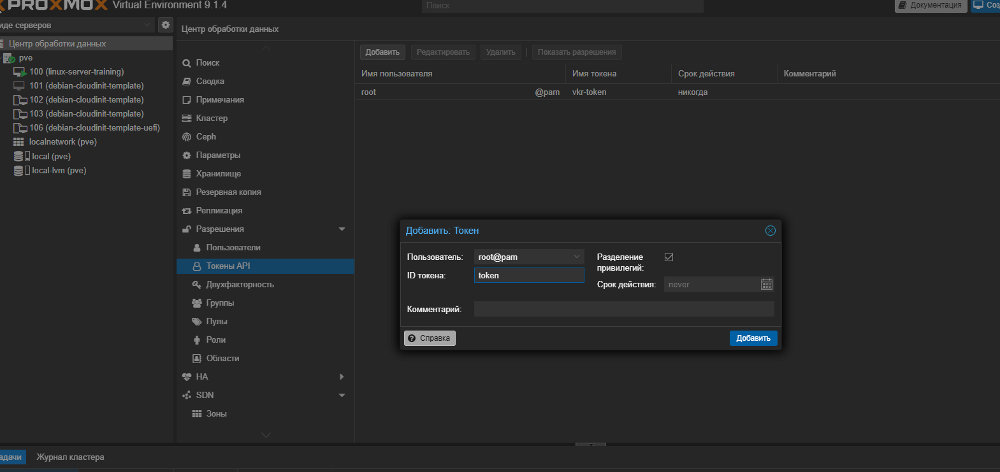 PROXMOX Virtual Environment 9.1.4
Поиск
Документация
Соз
иде серверов
Центр обработки данных
pve
100 (linux-server-training)
101 (debian-cloudinit-template)
102 (debian-cloudinit-template)
103 (debian-cloudinit-template)
106 (debian-cloudinit-template-uefi)
localnetwork (pve)
local (pve)
local-lvm (pve)
Центр обработки данных
Поиск
Сводка
Примечания
Кластер
Ceph
Параметры
Хранилище
Резервная копия
Репликация
Разрешения
Пользователи
Токены API
Двухфакторность
Группы
Пулы
Роли
Области
HA
SDN
Зоны
Добавить Редактировать Удалить Показать разрешения
Имя пользователя Имя токена Срок действия Комментарий
root @pam vkr-token никогда
Добавить: Токен
Пользователь: root@pam
ID токена: token
Разделение
привилегий:
Срок действия: never
Комментарий:
Справка
Добавить
адачи Журнал кластера